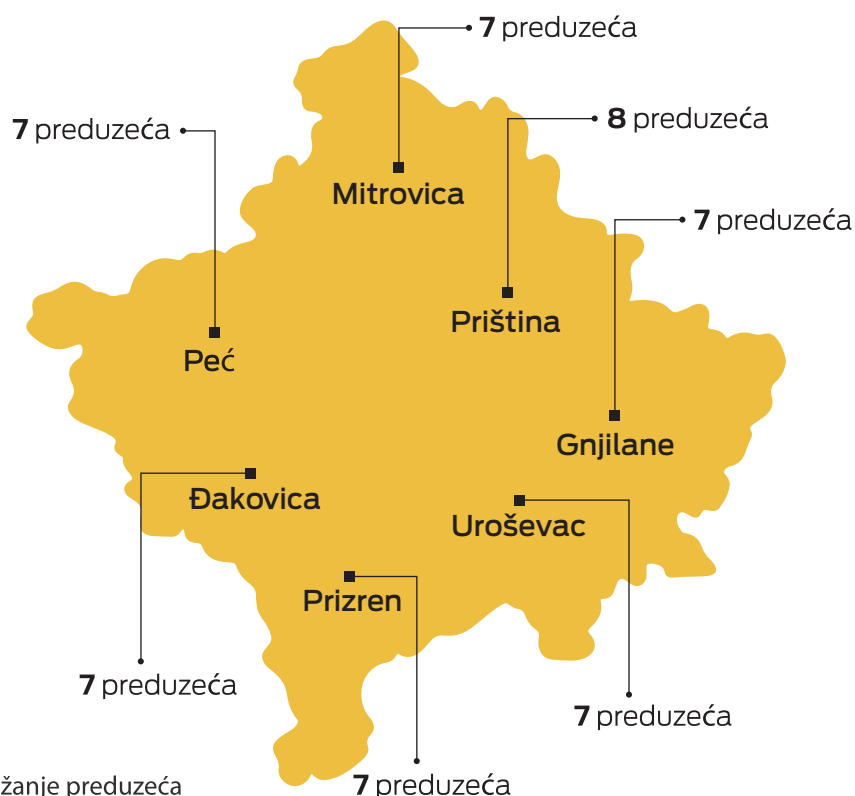 7 preduzeća
7 preduzeća
8 preduzeća
Mitrovica
7 preduzeća
Priština
Peć
Gnjilane
Đakovica
Uroševac
Prizren
7 preduzeća
7 preduzeća
žanje preduzeća
7 preduzeća